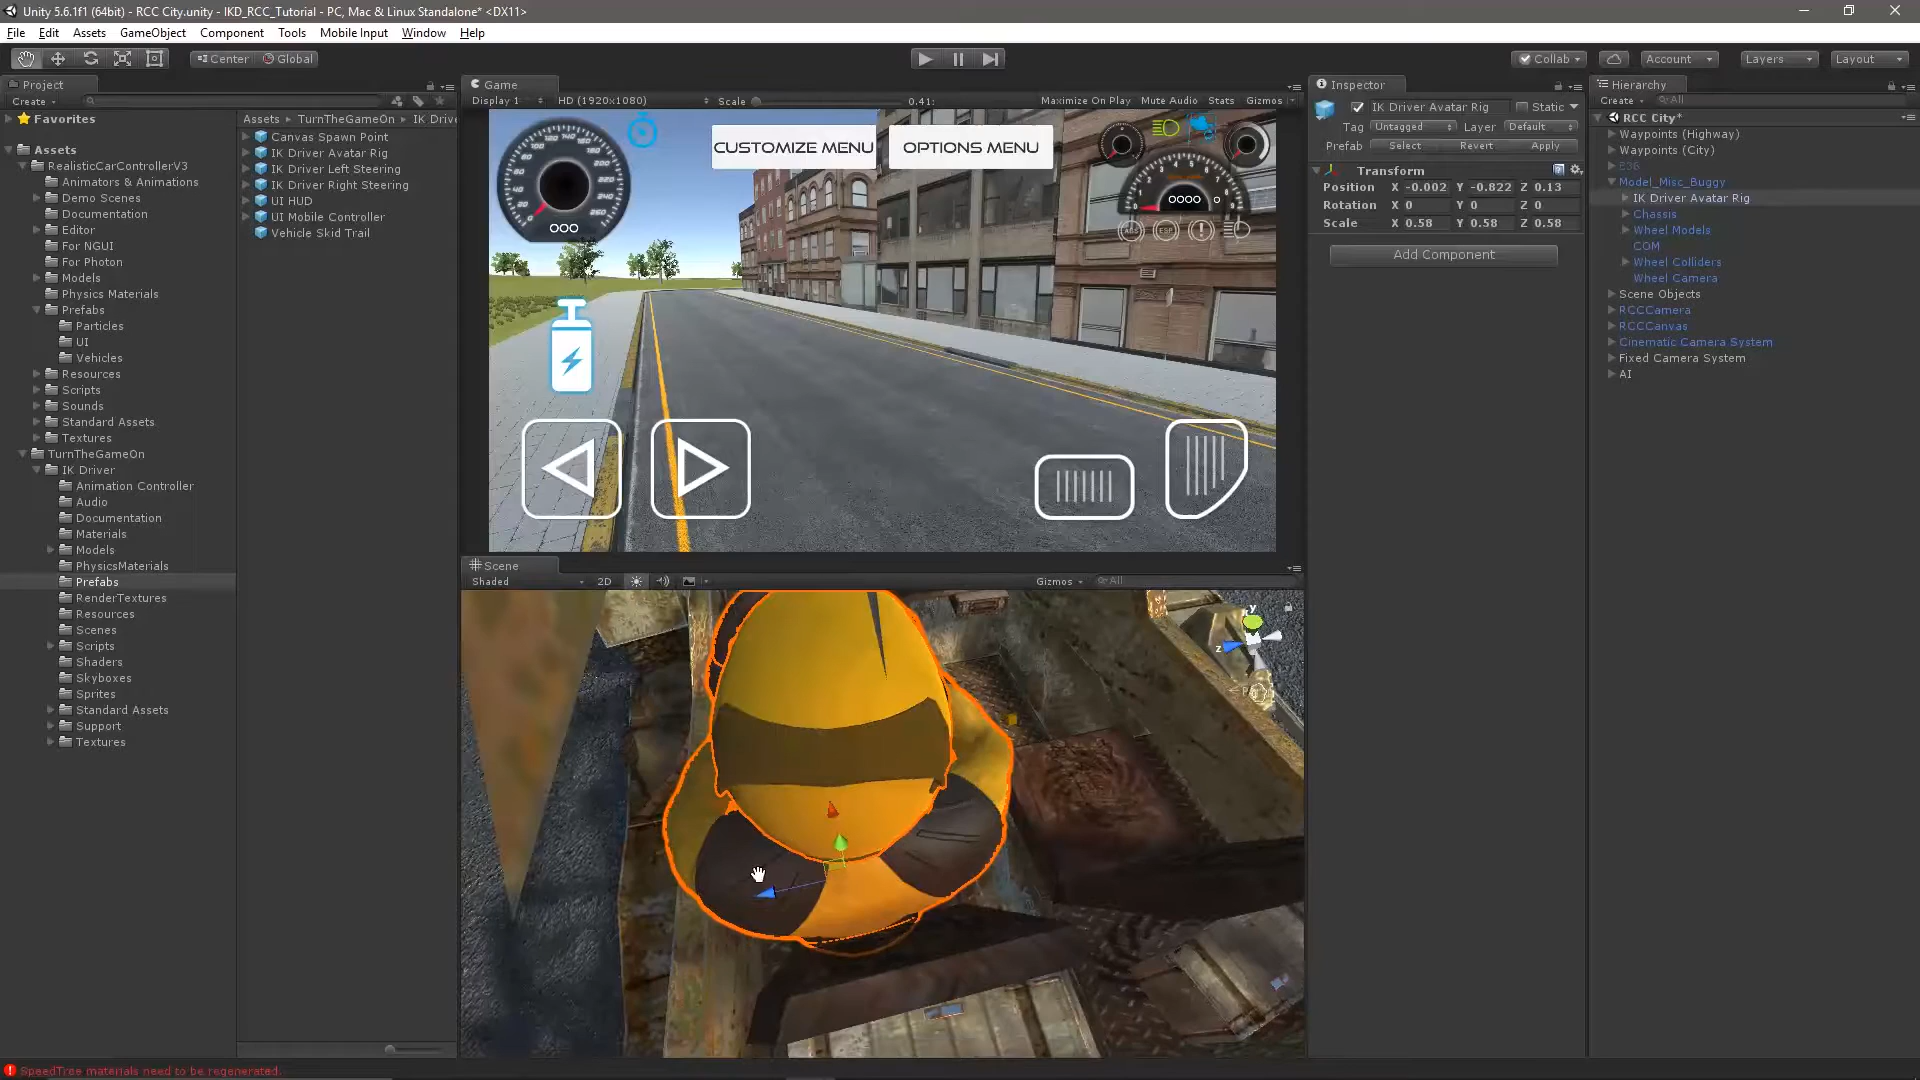 Unity 5.6.1f1 (64bit) - RCC City.unity - IKD_RCC_Tutorial - PC, Mac & Linux Standalone* <DX11>
File Edit Assets GameObject Component Tools Mobile Input Window Help
Center Global
Collab Account Layers Layout
Project
Create
Favorites
Assets
RealisticCarControllerV3
Animators & Animations
Demo Scenes
Documentation
Editor
For NGUI
For Photon
Models
Physics Materials
Prefabs
Particles
UI
Vehicles
Resources
Scripts
Sounds
Standard Assets
Textures
TurnTheGameOn
IK Driver
Animation Controller
Audio
Documentation
Materials
Models
PhysicsMaterials
Prefabs
RenderTextures
Resources
Scenes
Scripts
Shaders
Skyboxes
Sprites
Standard Assets
Support
Textures
Assets TurnTheGameOn IK Drive
Canvas Spawn Point
IK Driver Avatar Rig
IK Driver Left Steering
IK Driver Right Steering
UI HUD
UI Mobile Controller
Vehicle Skid Trail
Game
Display 1 HD (1920x1080) Scale 0.41: Maximize On Play Mute Audio Stats Gizmos
CUSTOMIZE MENU
OPTIONS MENU
000
0000 0
ABS ESP
Scene
Shaded 2D Gizmos All
y
z
Inspector
IK Driver Avatar Rig Static
Tag Untagged Layer Default
Prefab Select Revert Apply
Transform
Position X -0.002 Y -0.822 Z 0.13
Rotation X 0 Y 0 Z 0
Scale X 0.58 Y 0.58 Z 0.58
Add Component
Hierarchy
Create All
RCC City*
Waypoints (Highway)
Waypoints (City)
E36
Model_Misc_Buggy
IK Driver Avatar Rig
Chassis
Wheel Models
COM
Wheel Colliders
Wheel Camera
Scene Objects
RCCCamera
RCCCanvas
Cinematic Camera System
Fixed Camera System
AI
SpeedTree materials need to be regenerated.